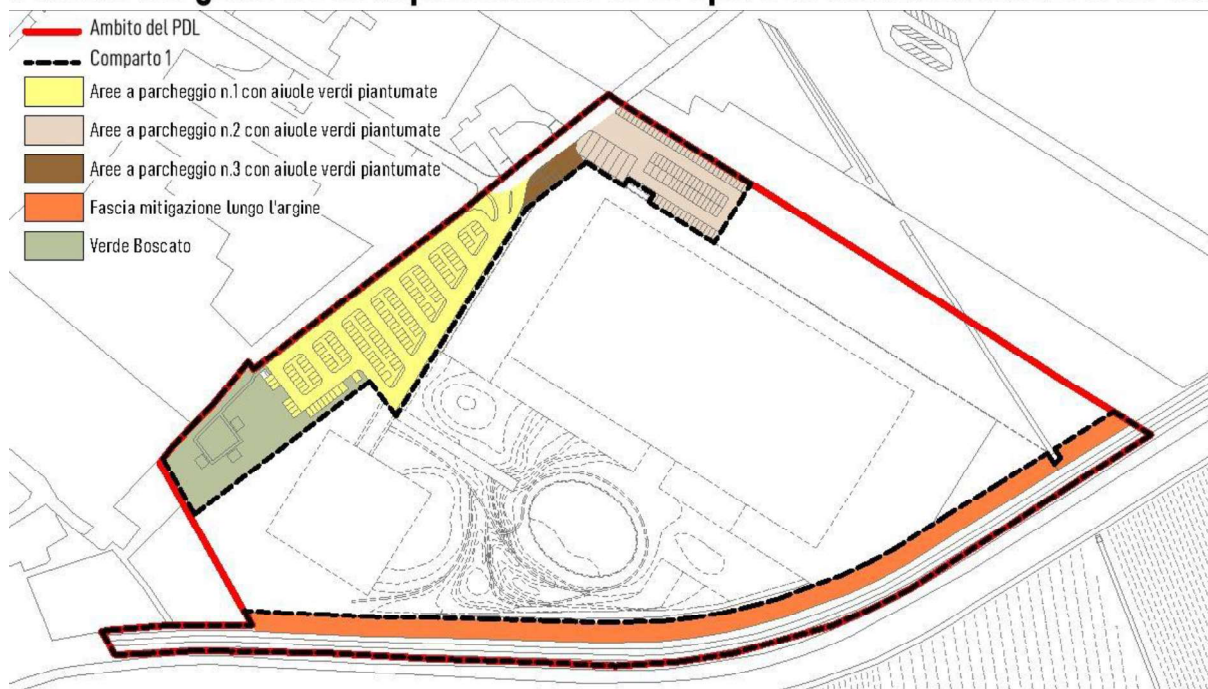 Ambito del PDL
Comparto 1
Aree a parcheggio n.1 con aiuole verdi piantumate
Aree a parcheggio n.2 con aiuole verdi piantumate
Aree a parcheggio n.3 con aiuole verdi piantumate
Fascia mitigazione lungo l'argine
Verde Boscato